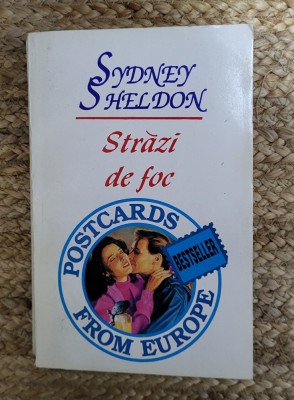 SYDNEY
SHELDON
Străzi
de foc
POSTCARDS
BESTSELLER
FROM EUROPE